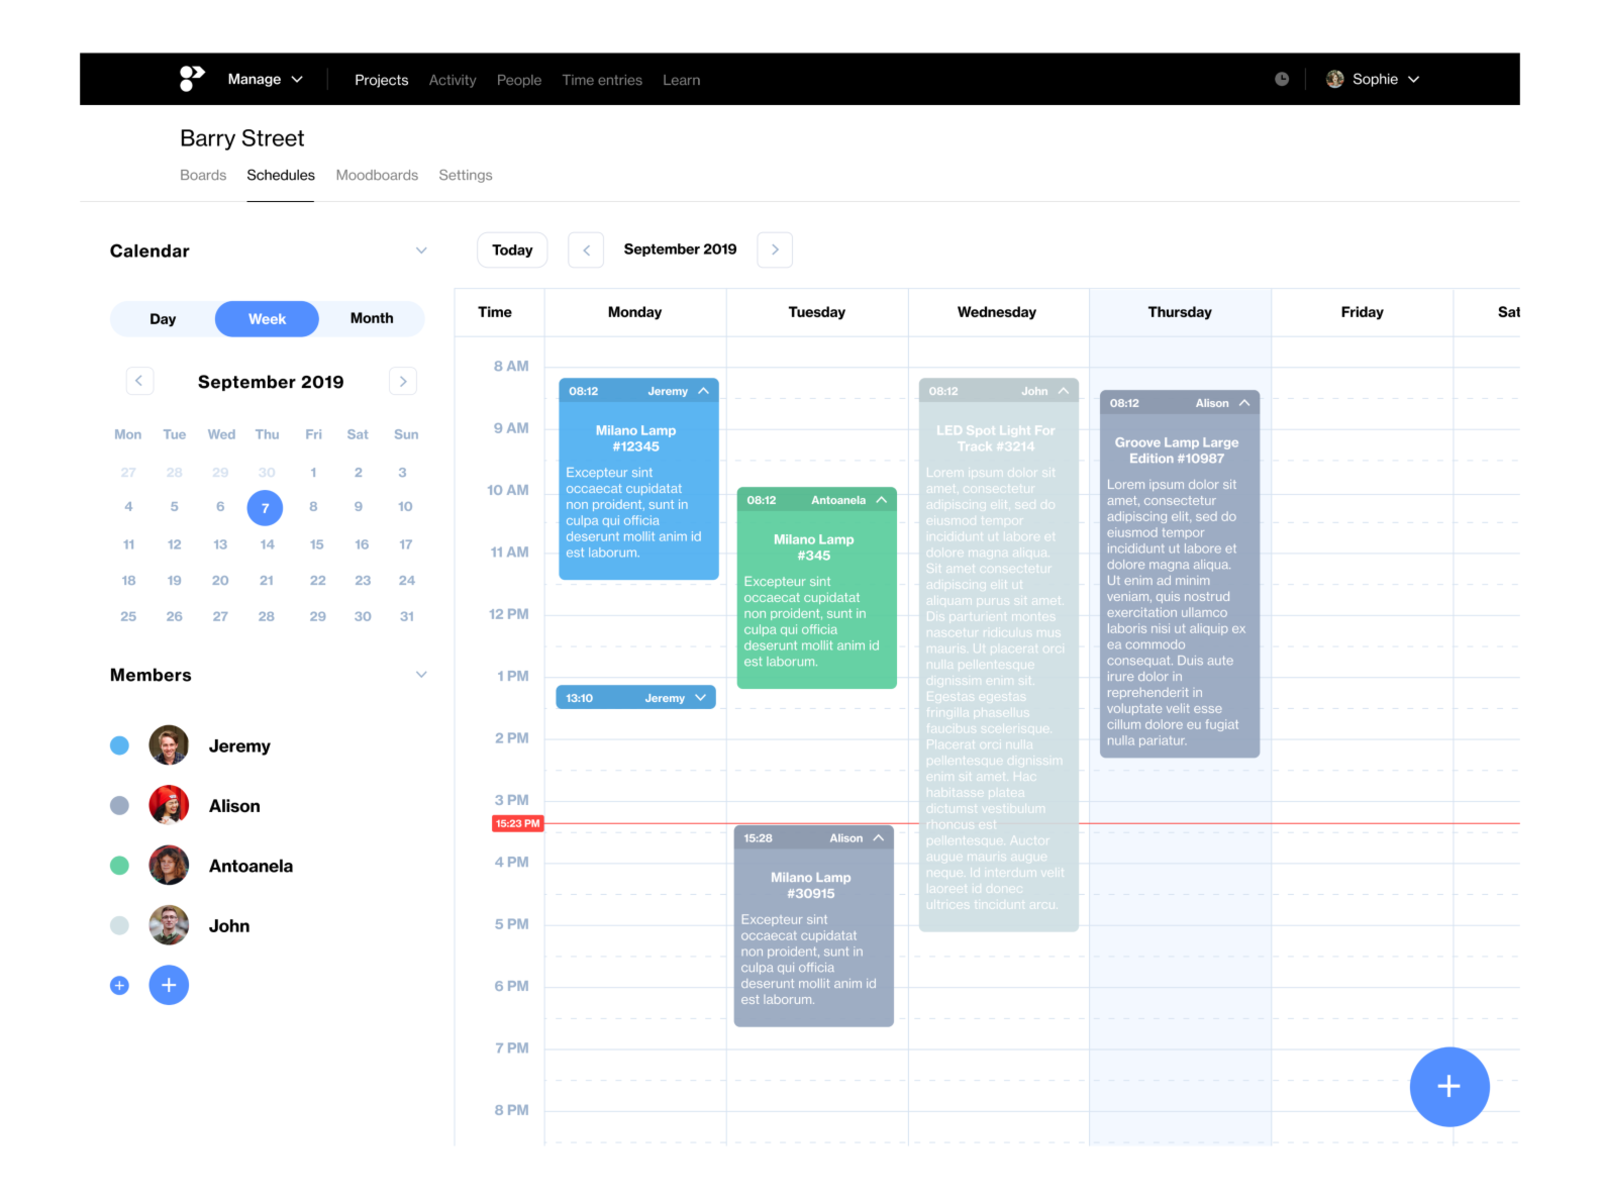 Manage
Projects
Activity
People
Time entries
Learn
Sophie
Barry Street
Boards
Schedules
Moodboards
Settings
Calendar
Day
Week
Month
September 2019
Mon Tue Wed Thu Fri Sat Sun
27 28 29 30 1 2 3
4 5 6 7 8 9 10
11 12 13 14 15 16 17
18 19 20 21 22 23 24
25 26 27 28 29 30 31
Members
Jeremy
Alison
Antoanela
John
Today
September 2019
Time
Monday
Tuesday
Wednesday
Thursday
Friday
Sat
8 AM
9 AM
10 AM
11 AM
12 PM
1 PM
2 PM
3 PM
15:23 PM
4 PM
5 PM
6 PM
7 PM
8 PM
08:12 Jeremy
Milano Lamp
#12345
Excepteur sint
occaecat cupidatat
non proident, sunt in
culpa qui officia
deserunt mollit anim id
est laborum.
13:10 Jeremy
08:12 Antoanela
Milano Lamp
#345
Excepteur sint
occaecat cupidatat
non proident, sunt in
culpa qui officia
deserunt mollit anim id
est laborum.
15:28 Alison
Milano Lamp
#30915
Excepteur sint
occaecat cupidatat
non proident, sunt in
culpa qui officia
deserunt mollit anim id
est laborum.
08:12 John
LED Spot Light For
Track #3214
Lorem ipsum dolor sit
amet, consectetur
adipiscing elit, sed do
eiusmod tempor
incididunt ut labore et
dolore magna aliqua.
Sit amet consectetur
adipiscing elit ut
aliquam purus sit amet.
Dis parturient montes
nascetur ridiculus mus
mauris. Ut placerat orci
nulla pellentesque
dignissim enim sit.
Egestas egestas
fringilla phasellus
faucibus scelerisque.
Placerat orci nulla
pellentesque dignissim
enim sit amet. Hac
habitasse platea
dictumst vestibulum
rhoncus est
pellentesque. Auctor
augue mauris augue
neque. Id interdum velit
laoreet id donec
ultrices tincidunt arcu.
08:12 Alison
Groove Lamp Large
Edition #10987
Lorem ipsum dolor sit
amet, consectetur
adipiscing elit, sed do
eiusmod tempor
incididunt ut labore et
dolore magna aliqua.
Ut enim ad minim
veniam, quis nostrud
exercitation ullamco
laboris nisi ut aliquip ex
ea commodo
consequat. Duis aute
irure dolor in
reprehenderit in
voluptate velit esse
cillum dolore eu fugiat
nulla pariatur.